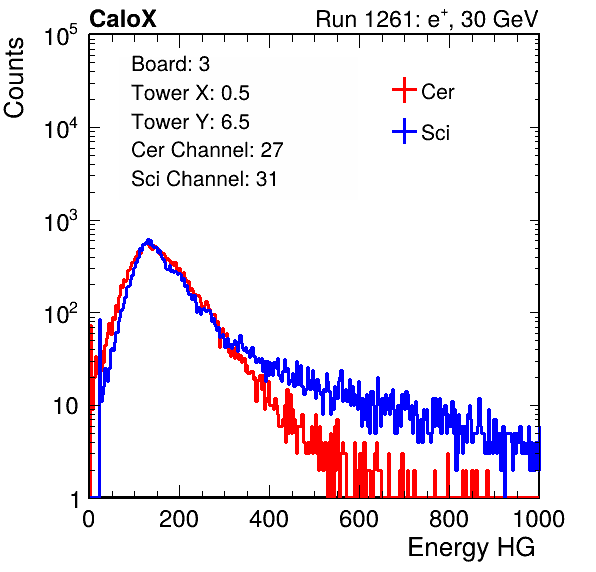 CaloX Run 1261: e⁺, 30 GeV
Counts
Board: 3
Tower X: 0.5
Tower Y: 6.5
Cer Channel: 27
Sci Channel: 31
Cer
Sci
10⁵
10⁴
10³
10²
10
1
0 200 400 600 800 1000
Energy HG